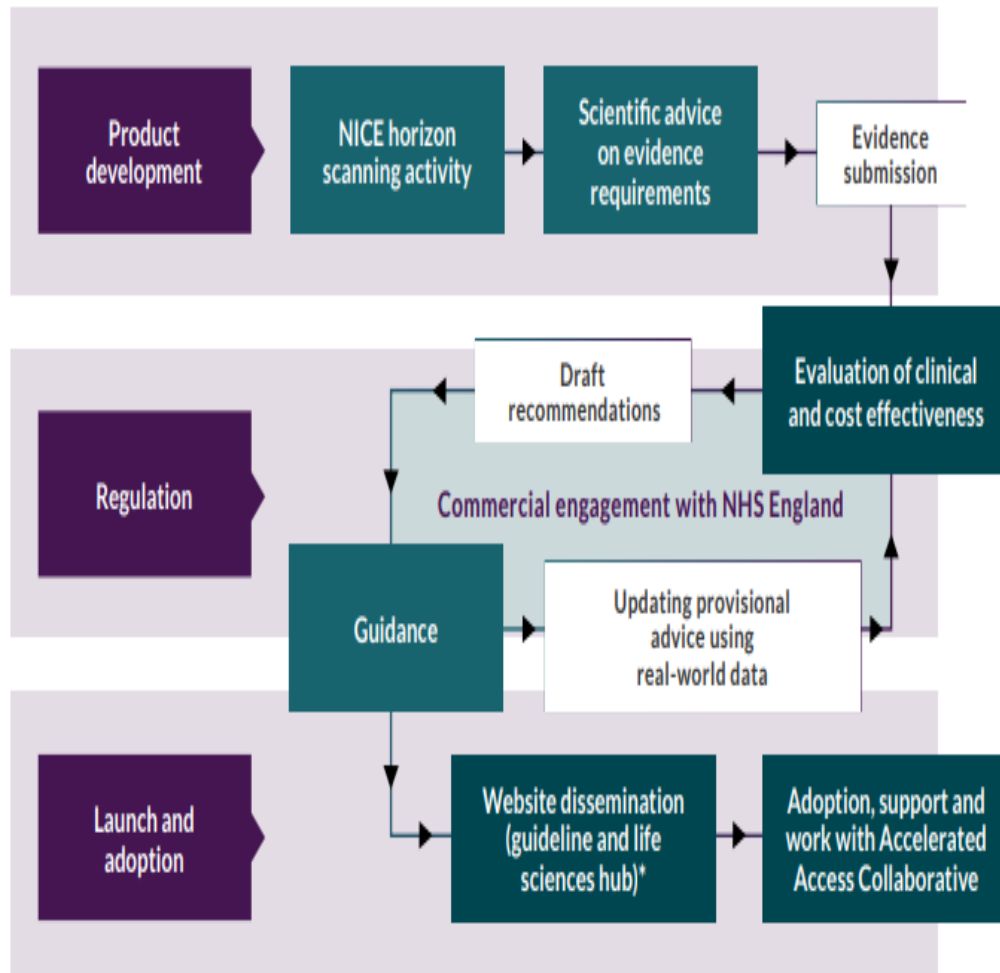 Product
development
NICE horizon
scanning activity
Scientific advice
on evidence
requirements
Evidence
submission
Draft
recommendations
Evaluation of clinical
and cost effectiveness
Regulation
Commercial engagement with NHS England
Guidance
Updating provisional
advice using
real-world data
Launch and
adoption
Website dissemination
(guideline and life
sciences hub)*
Adoption, support and
work with Accelerated
Access Collaborative